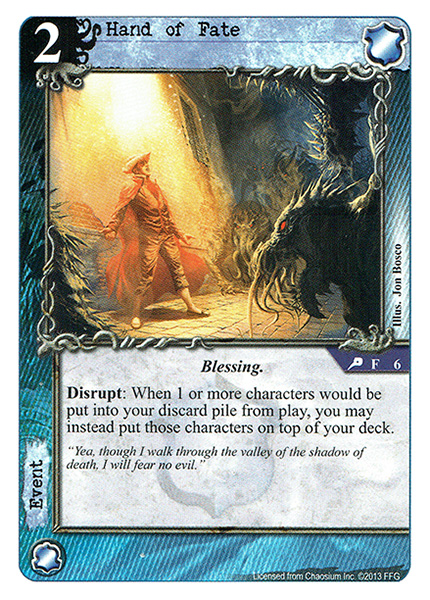 2
Hand of Fate
Illus. Jon Bosco
F 6
Blessing.
Disrupt: When 1 or more characters would be
put into your discard pile from play, you may
instead put those characters on top of your deck.
“Yea, though I walk through the valley of the shadow of
death, I will fear no evil.”
Event
Licensed from Chaosium Inc. ©2013 FFG